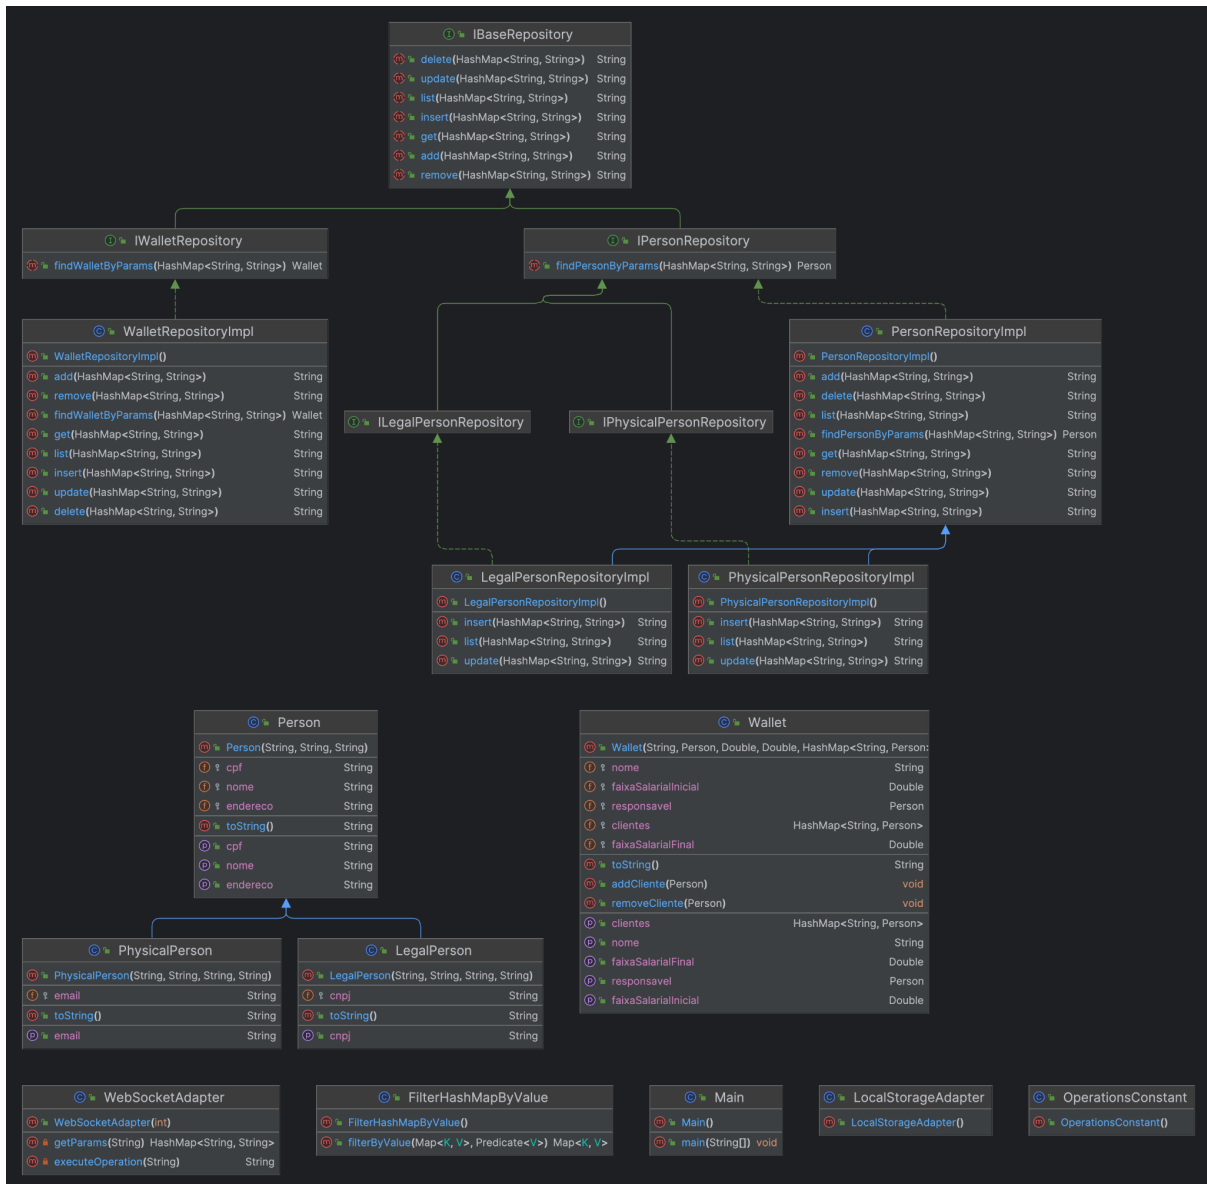 IBaseRepository
delete(HashMap<String, String>) String
update(HashMap<String, String>) String
list(HashMap<String, String>) String
insert(HashMap<String, String>) String
get(HashMap<String, String>) String
add(HashMap<String, String>) String
remove(HashMap<String, String>) String
IWalletRepository
findWalletByParams(HashMap<String, String>) Wallet
IPersonRepository
findPersonByParams(HashMap<String, String>) Person
WalletRepositoryImpl
WalletRepositoryImpl()
add(HashMap<String, String>) String
remove(HashMap<String, String>) String
findWalletByParams(HashMap<String, String>) Wallet
get(HashMap<String, String>) String
list(HashMap<String, String>) String
insert(HashMap<String, String>) String
update(HashMap<String, String>) String
delete(HashMap<String, String>) String
PersonRepositoryImpl
PersonRepositoryImpl()
add(HashMap<String, String>) String
delete(HashMap<String, String>) String
list(HashMap<String, String>) String
findPersonByParams(HashMap<String, String>) Person
get(HashMap<String, String>) String
remove(HashMap<String, String>) String
update(HashMap<String, String>) String
insert(HashMap<String, String>) String
ILegalPersonRepository
IPhysicalPersonRepository
LegalPersonRepositoryImpl
LegalPersonRepositoryImpl()
insert(HashMap<String, String>) String
list(HashMap<String, String>) String
update(HashMap<String, String>) String
PhysicalPersonRepositoryImpl
PhysicalPersonRepositoryImpl()
insert(HashMap<String, String>) String
list(HashMap<String, String>) String
update(HashMap<String, String>) String
Person
Person(String, String, String)
cpf String
nome String
endereco String
toString() String
cpf String
nome String
endereco String
Wallet
Wallet(String, Person, Double, Double, HashMap<String, Person>
nome String
faixaSalarialInicial Double
responsavel Person
clientes HashMap<String, Person>
faixaSalarialFinal Double
toString() String
addCliente(Person) void
removeCliente(Person) void
clientes HashMap<String, Person>
nome String
faixaSalarialFinal Double
responsavel Person
faixaSalarialInicial Double
PhysicalPerson
PhysicalPerson(String, String, String, String)
email String
toString() String
email String
LegalPerson
LegalPerson(String, String, String, String)
cnpj String
toString() String
cnpj String
WebSocketAdapter
WebSocketAdapter(int)
getParams(String) HashMap<String, String>
executeOperation(String) String
FilterHashMapByValue
FilterHashMapByValue()
filterByValue(Map<K, V>, Predicate<V>) Map<K, V>
Main
Main()
main(String[]) void
LocalStorageAdapter
LocalStorageAdapter()
OperationsConstant
OperationsConstant()